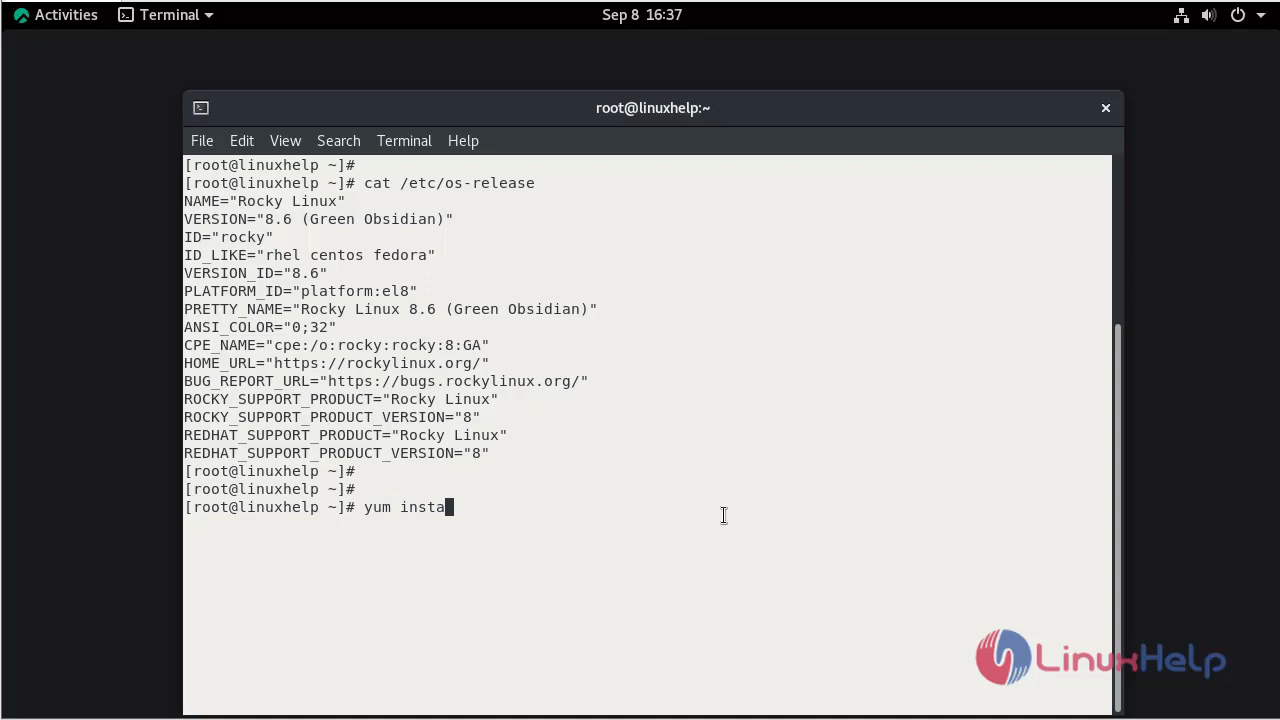 Activities Terminal Sep 8 16:37
root@linuxhelp:~
File Edit View Search Terminal Help
[root@linuxhelp ~]#
[root@linuxhelp ~]# cat /etc/os-release
NAME="Rocky Linux"
VERSION="8.6 (Green Obsidian)"
ID="rocky"
ID_LIKE="rhel centos fedora"
VERSION_ID="8.6"
PLATFORM_ID="platform:el8"
PRETTY_NAME="Rocky Linux 8.6 (Green Obsidian)"
ANSI_COLOR="0;32"
CPE_NAME="cpe:/o:rocky:rocky:8:GA"
HOME_URL="https://rockylinux.org/"
BUG_REPORT_URL="https://bugs.rockylinux.org/"
ROCKY_SUPPORT_PRODUCT="Rocky Linux"
ROCKY_SUPPORT_PRODUCT_VERSION="8"
REDHAT_SUPPORT_PRODUCT="Rocky Linux"
REDHAT_SUPPORT_PRODUCT_VERSION="8"
[root@linuxhelp ~]#
[root@linuxhelp ~]#
[root@linuxhelp ~]# yum insta
LinuxHelp